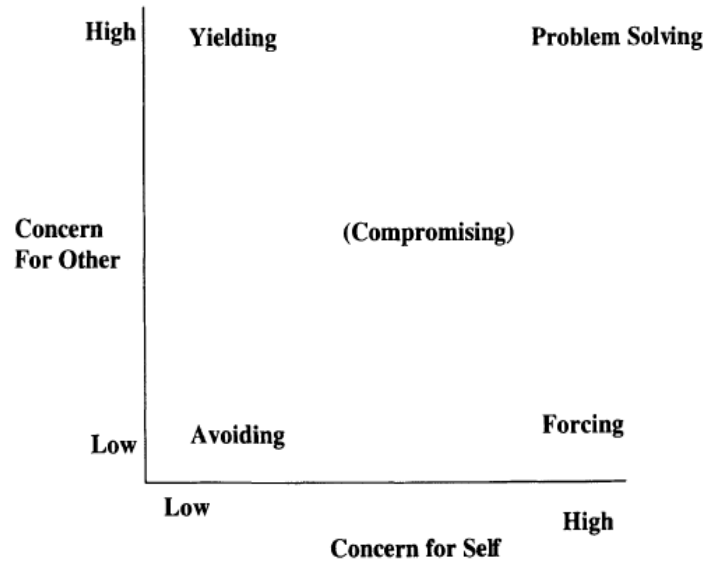 High
Yielding
Problem Solving
Concern
For Other
(Compromising)
Low
Avoiding
Forcing
Low
High
Concern for Self